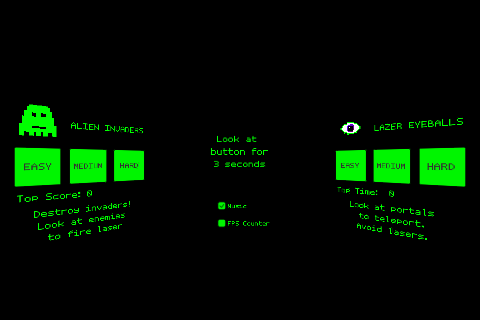 ALIEN INVADERS
EASY
MEDIUM
HARD
Top Score: 0
Destroy invaders!
Look at enemies
to fire laser
Look at
button for
3 seconds
Music
FPS Counter
LAZER EYEBALLS
EASY
MEDIUM
HARD
Top Time: 0
Look at portals
to teleport.
Avoid lasers.